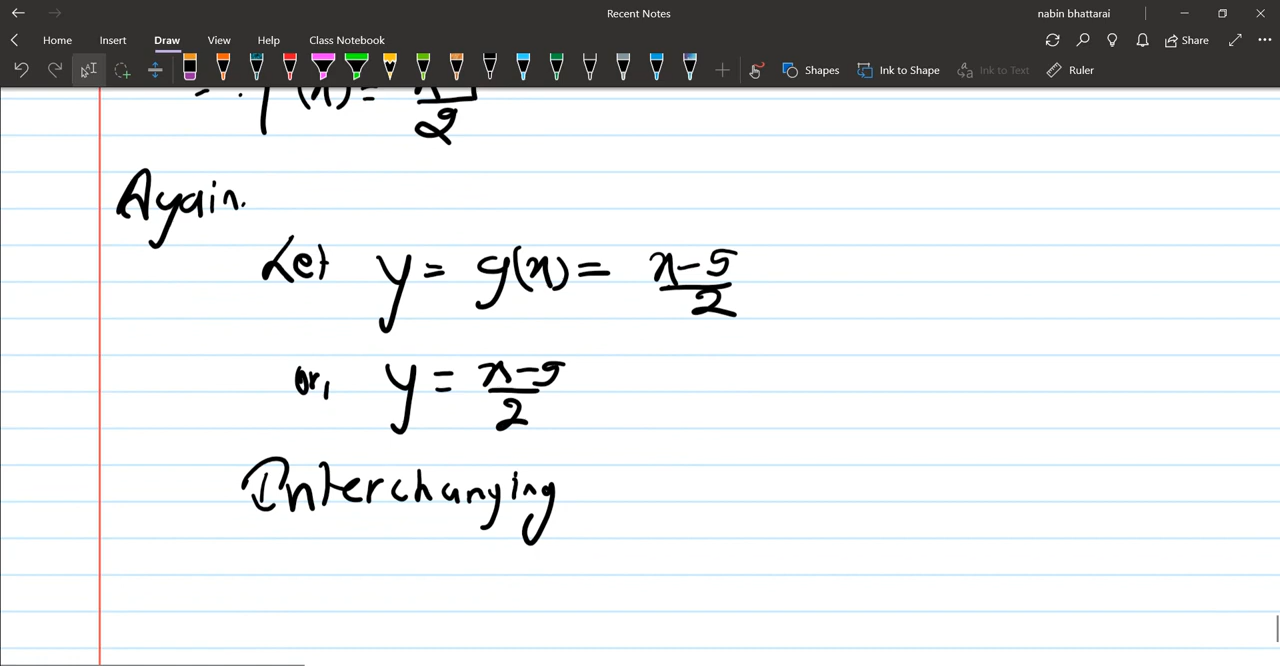 Recent Notes
nabin bhattarai
Home Insert Draw View Help Class Notebook
Share
Shapes Ink to Shape Ink to Text Ruler
2
Again.
Let y = g(x) = x-5
2
or, y = x-5
2
Interchanging